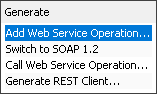 Generate
Add Web Service Operation...
Switch to SOAP 1.2
Call Web Service Operation...
Generate REST Client...